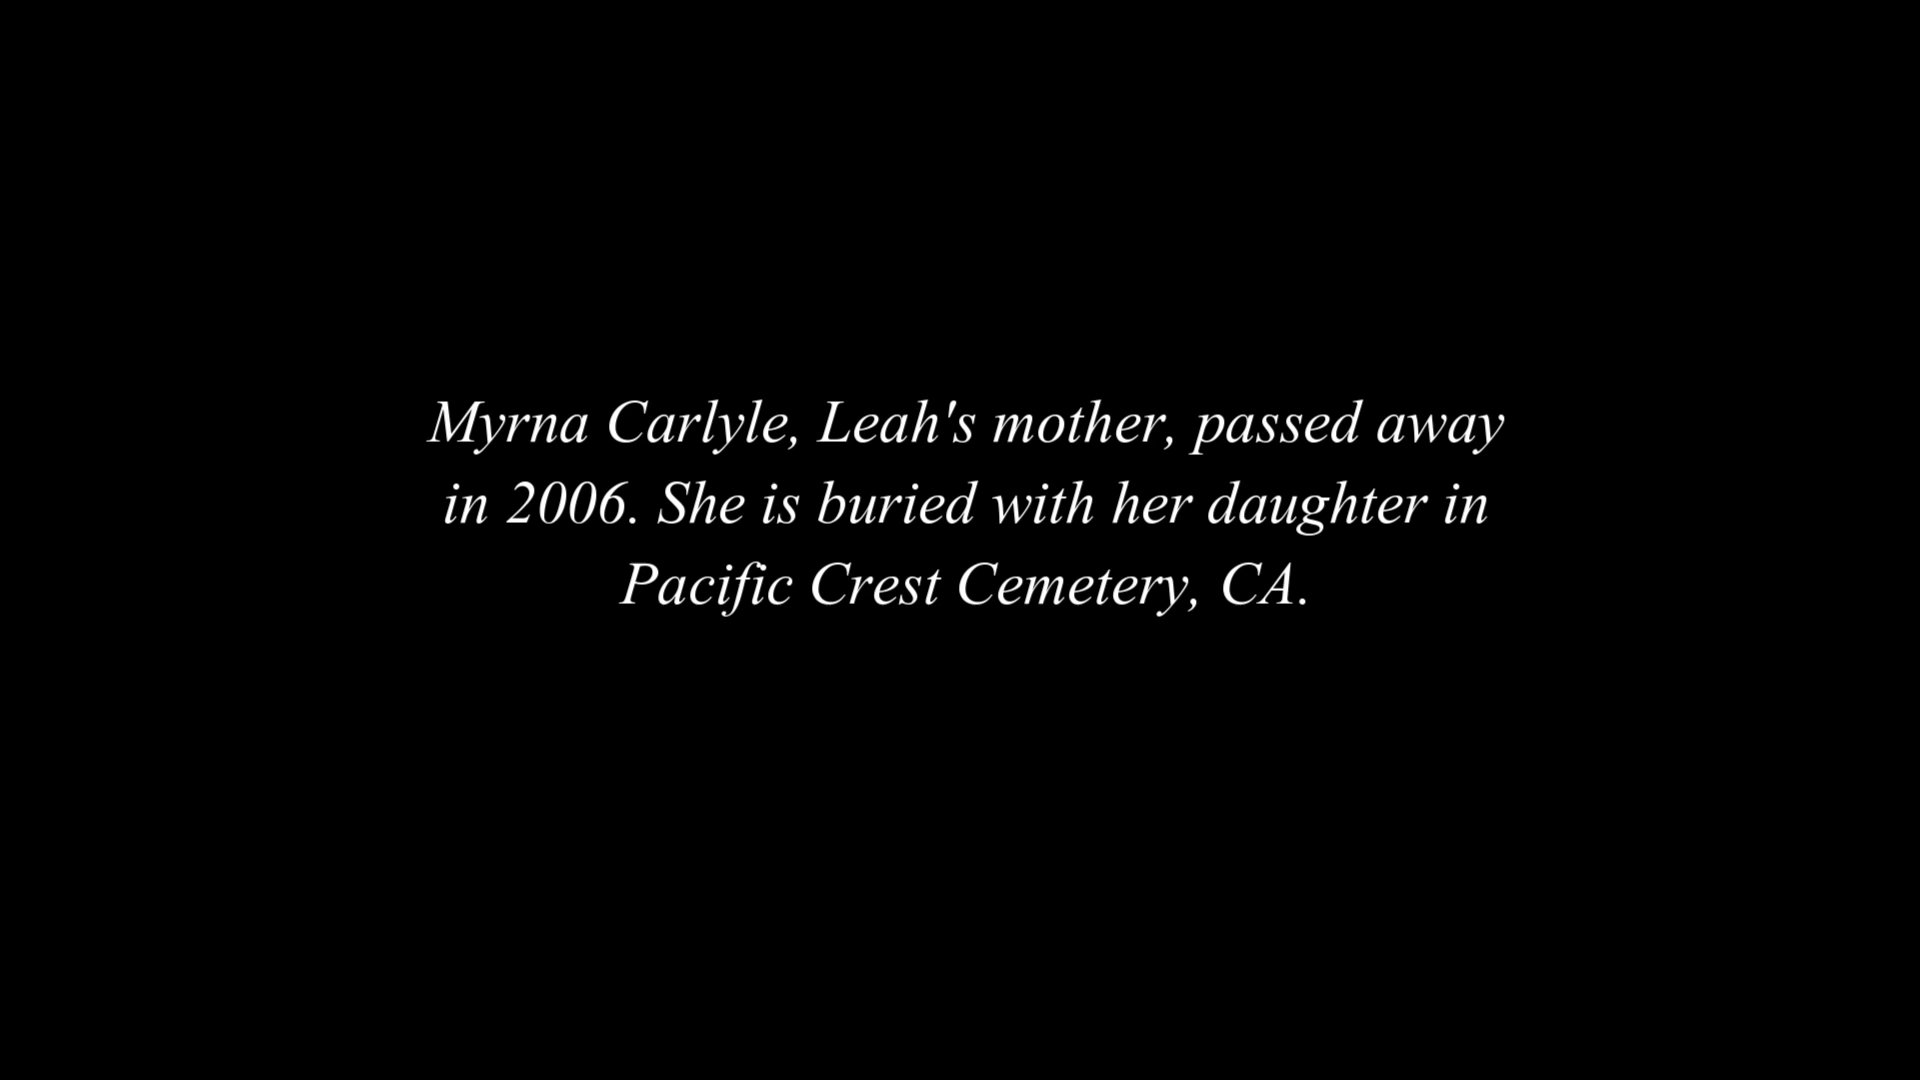 Myrna Carlyle, Leah's mother, passed away
in 2006. She is buried with her daughter in
Pacific Crest Cemetery, CA.